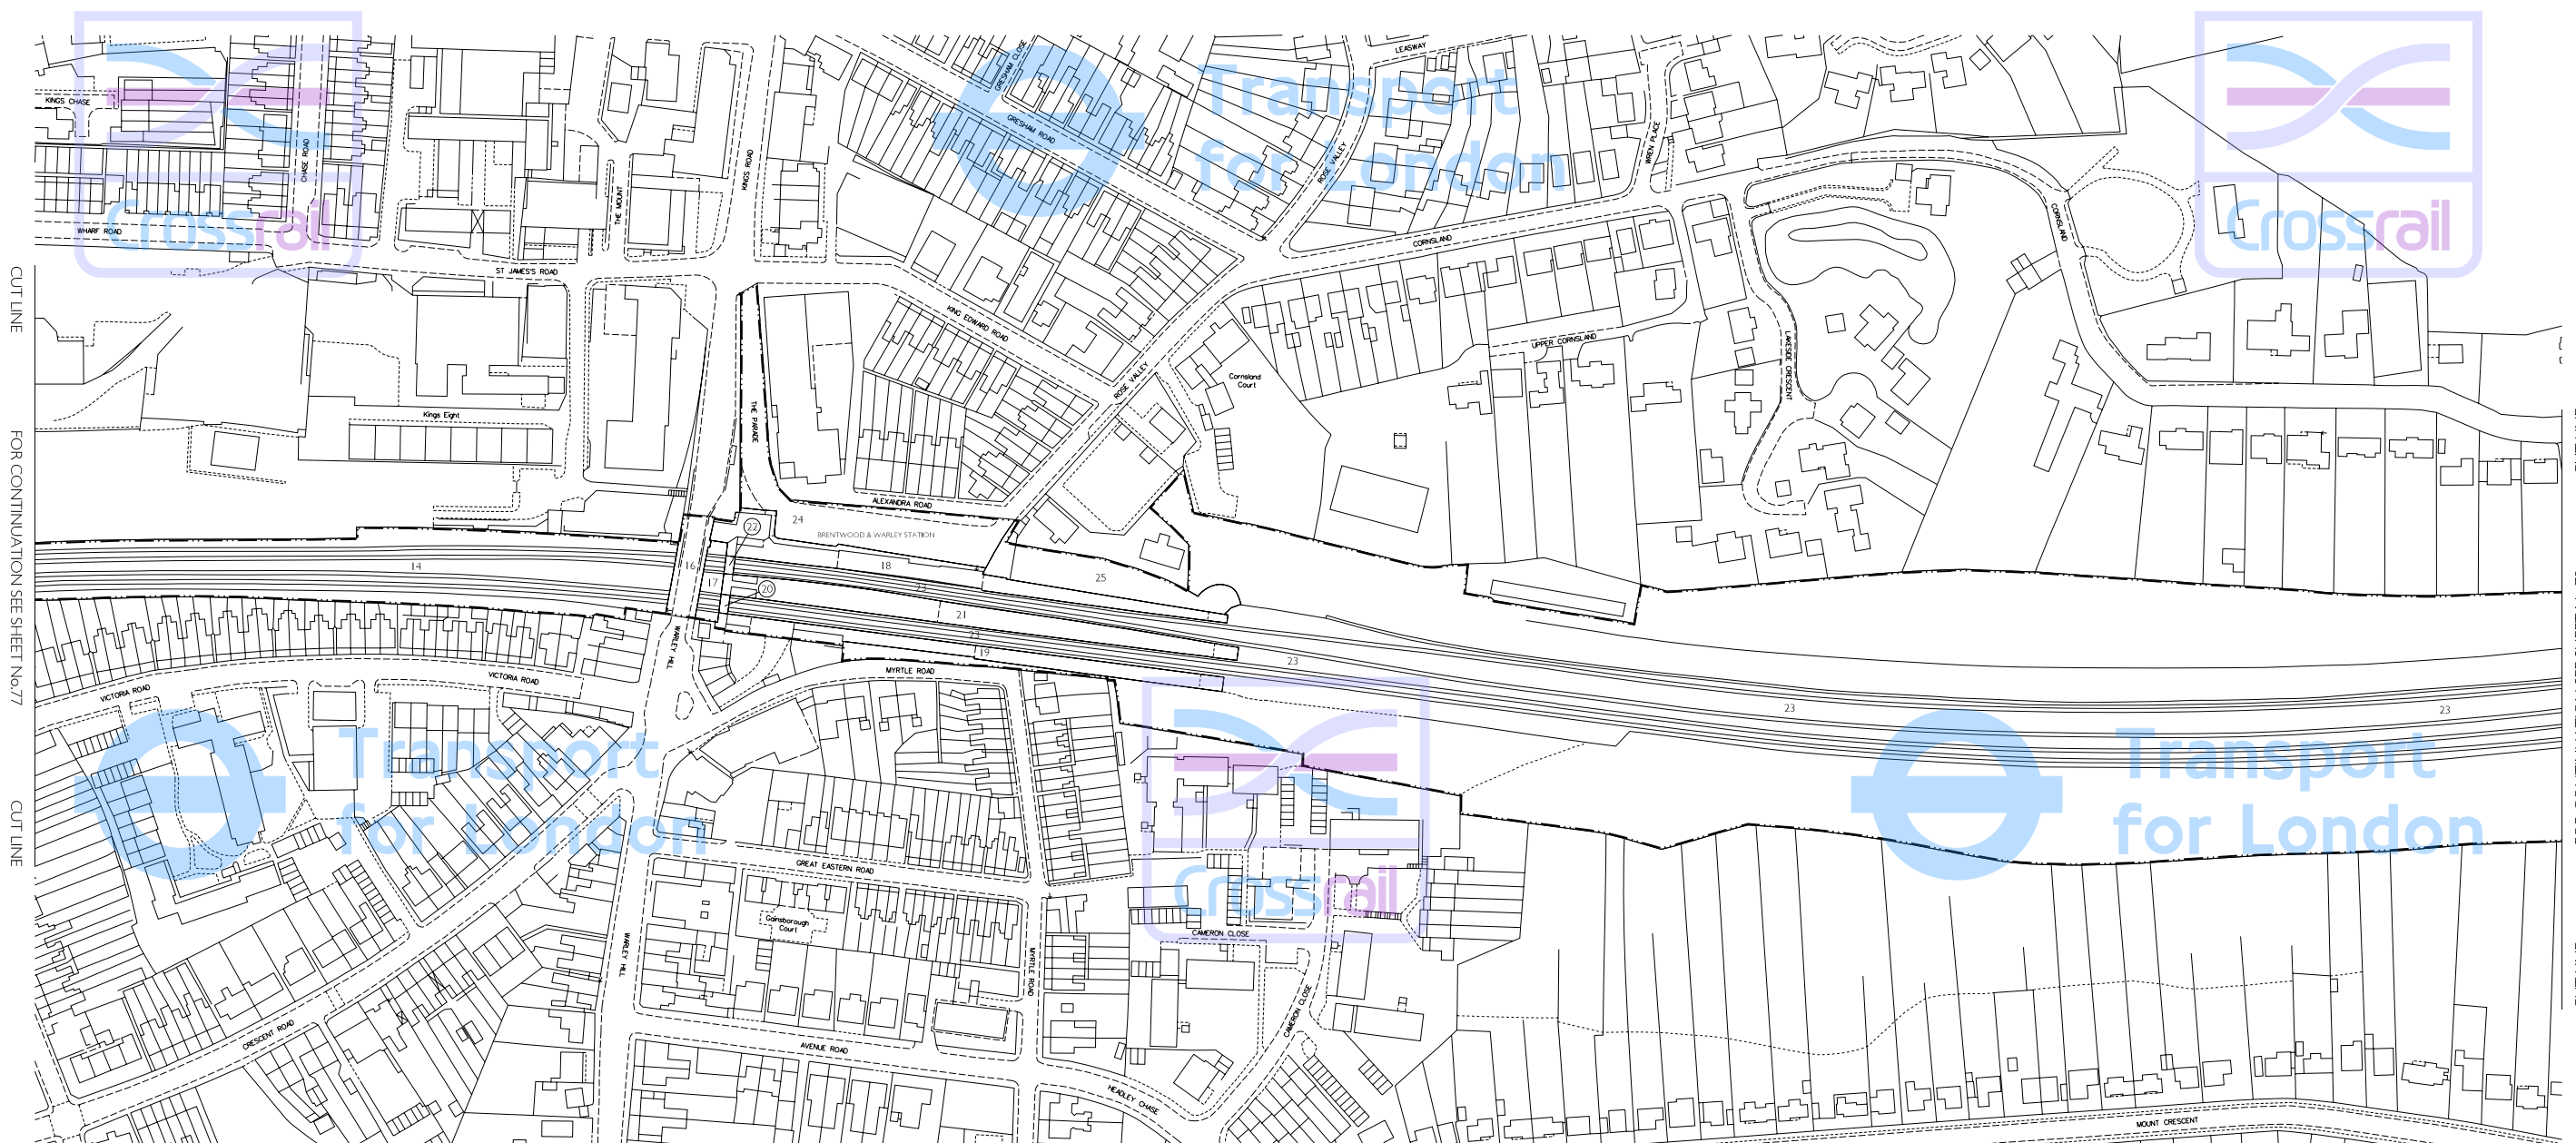 LEASWAY
GRESHAM CLOSE
Transport
for London
KINGS CHASE
GRESHAM ROAD
CHASE ROAD
KINGS ROAD
ROSE VALLEY
WREN PLACE
THE MOUNT
Crossrail
WHARF ROAD
CORNSLAND
CORNSLAND
Crossrail
ST JAMES'S ROAD
CUT LINE
KING EDWARD ROAD
UPPER CORNSLAND
LAKESIDE CRESCENT
Cornsland
Court
ROSE VALLEY
Kings Eight
THE PARADE
FOR CONTINUATION SEE SHEET No.77
ALEXANDRA ROAD
24
22
BRENTWOOD & WARLEY STATION
14
16
17
18
25
20
23
21
23
19
23
WARLEY HILL
MYRTLE ROAD
VICTORIA ROAD
VICTORIA ROAD
23
23
Transport
for London
Transport
for London
CUT LINE
GREAT EASTERN ROAD
Crossrail
Gainsborough
Court
CAMERON CLOSE
WARLEY HILL
MYRTLE ROAD
CAMERON CLOSE
CRESCENT ROAD
AVENUE ROAD
HEADLEY CHASE
MOUNT CRESCENT